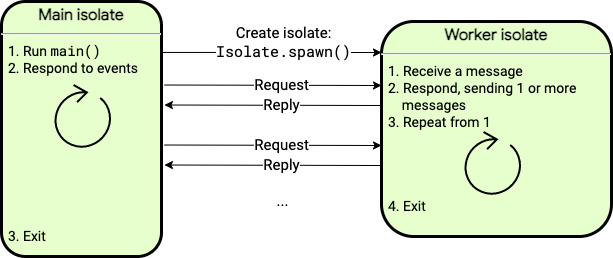 Main isolate
1. Run main()
2. Respond to events
3. Exit
Create isolate:
Isolate.spawn()
Request
Reply
Request
Reply
...
Worker isolate
1. Receive a message
2. Respond, sending 1 or more
messages
3. Repeat from 1
4. Exit